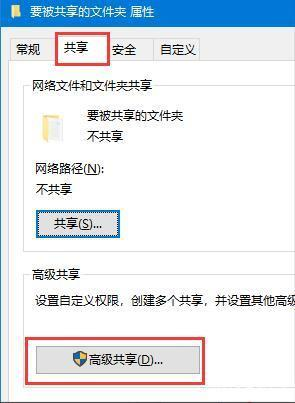 要被共享的文件夹 属性
常规 共享 安全 自定义
网络文件和文件夹共享
要被共享的文件夹
不共享
网络路径(N):
不共享
共享(S)...
高级共享
设置自定义权限，创建多个共享，并设置其他高级
高级共享(D)...